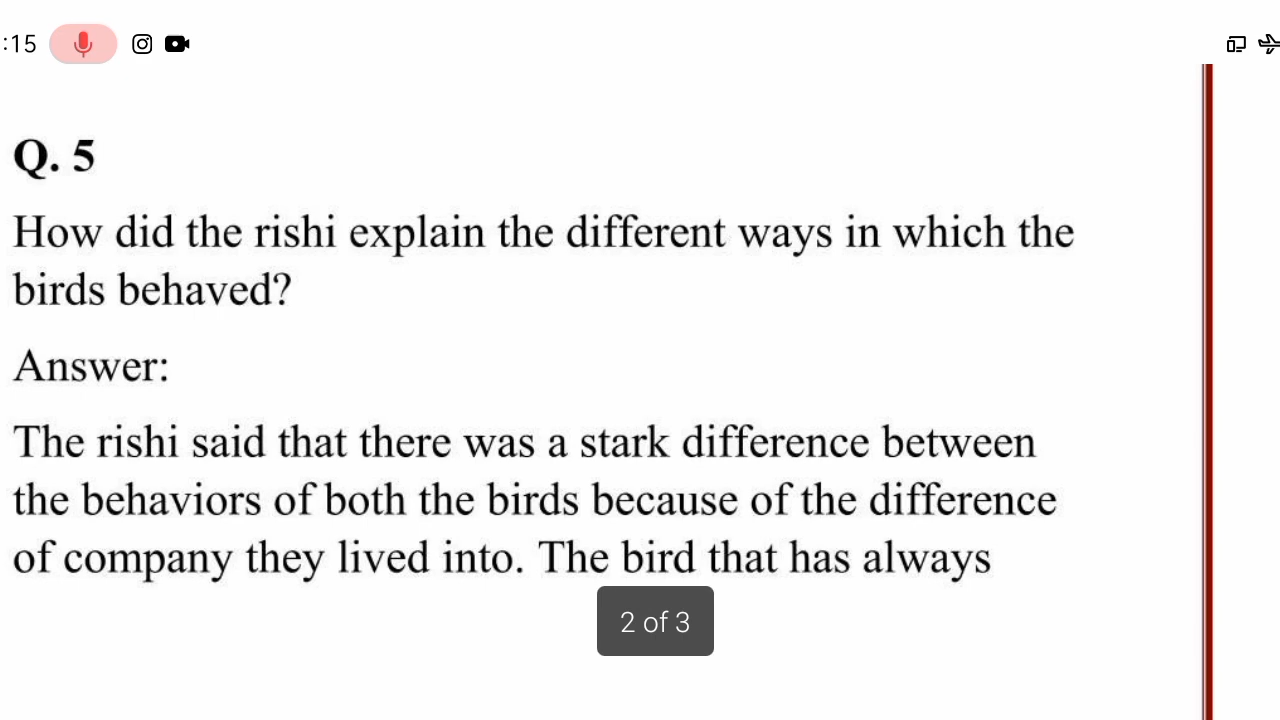 :15
Q. 5
How did the rishi explain the different ways in which the
birds behaved?
Answer:
The rishi said that there was a stark difference between
the behaviors of both the birds because of the difference
of company they lived into. The bird that has always
2 of 3